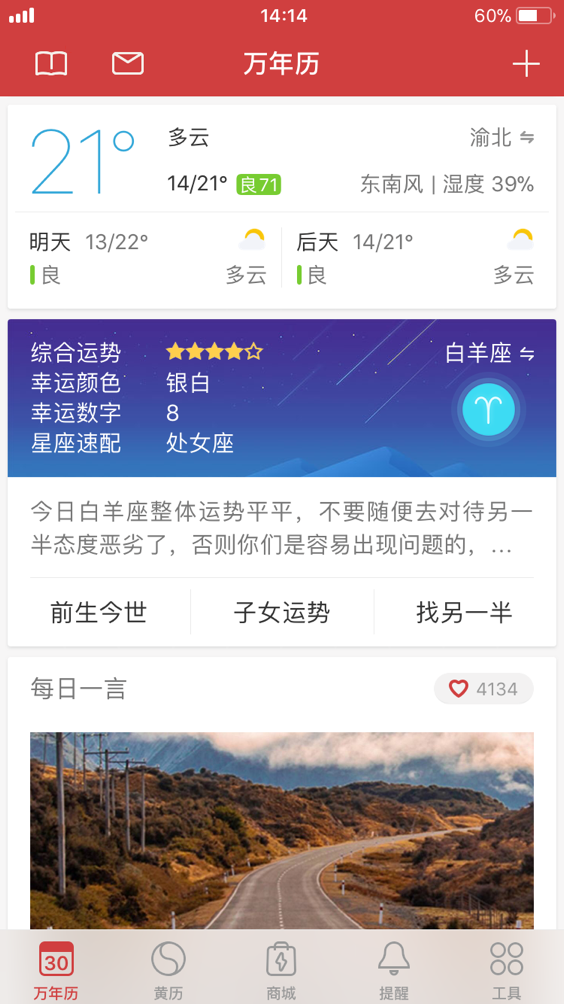 14:14
60%
万年历
21°
多云
渝北
14/21° 良71
东南风 | 湿度 39%
明天 13/22°
良
多云
后天 14/21°
良
多云
综合运势
白羊座
幸运颜色 银白
幸运数字 8
星座速配 处女座
今日白羊座整体运势平平，不要随便去对待另一
半态度恶劣了，否则你们是容易出现问题的，...
前生今世
子女运势
找另一半
每日一言
4134
30
万年历
黄历
商城
提醒
工具